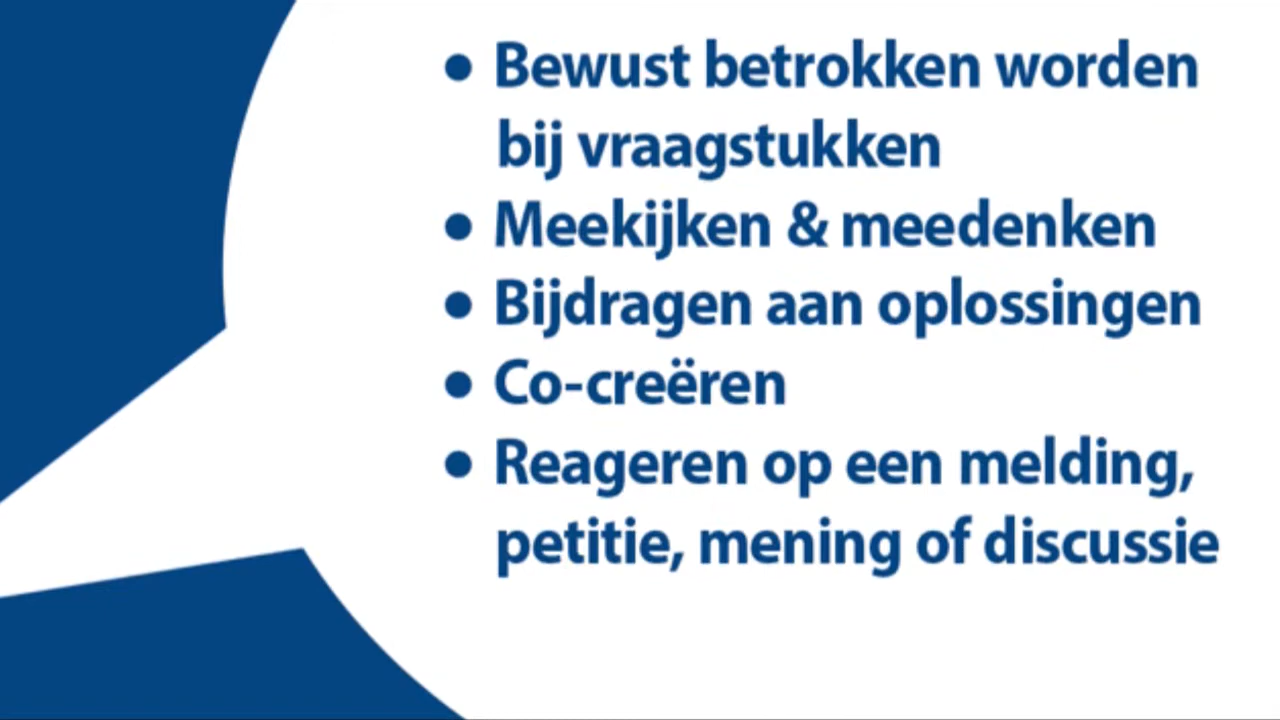 • Bewust betrokken worden
bij vraagstukken
• Meekijken & meedenken
• Bijdragen aan oplossingen
• Co-creëren
• Reageren op een melding,
petitie, mening of discussie